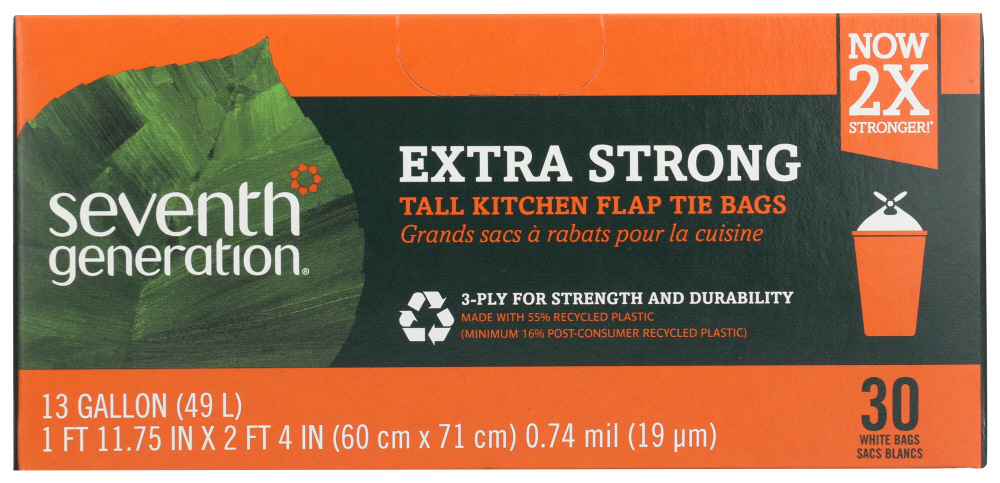 NOW
2X
STRONGER!*
EXTRA STRONG
TALL KITCHEN FLAP TIE BAGS
Grands sacs à rabats pour la cuisine
seventh
generation®
3-PLY FOR STRENGTH AND DURABILITY
MADE WITH 55% RECYCLED PLASTIC
(MINIMUM 16% POST-CONSUMER RECYCLED PLASTIC)
13 GALLON (49 L)
1 FT 11.75 IN X 2 FT 4 IN (60 cm x 71 cm) 0.74 mil (19 µm)
30
WHITE BAGS
SACS BLANCS